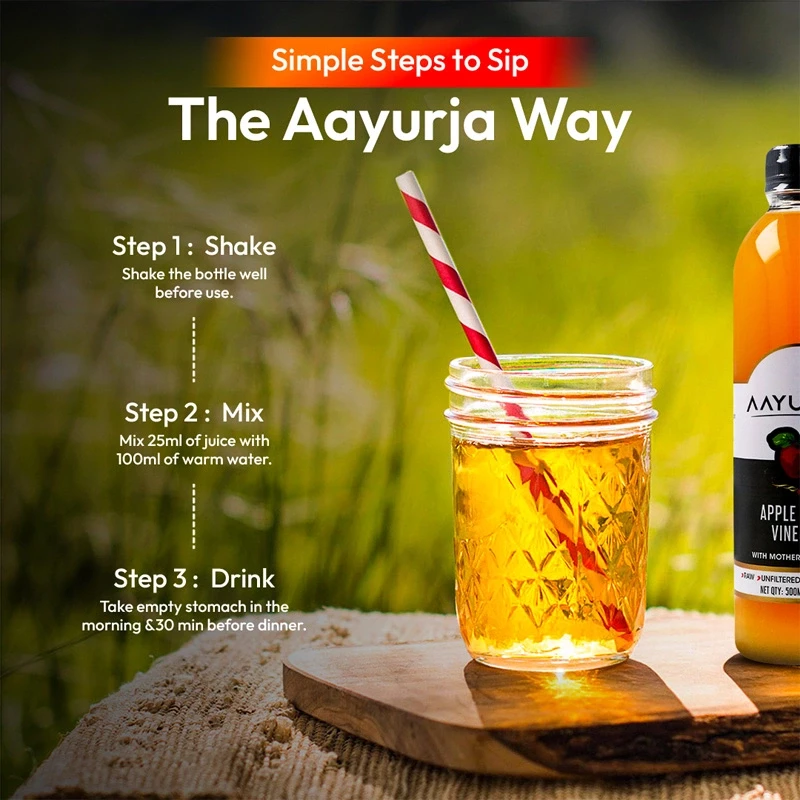 Simple Steps to Sip
The Aayurja Way
Step 1 : Shake
Shake the bottle well
before use.
Step 2 : Mix
Mix 25ml of juice with
100ml of warm water.
Step 3 : Drink
Take empty stomach in the
morning &30 min before dinner.
AAYU
APPLE
VINE
WITH MOTHER
RAW UNFILTERED
NET QTY: 500M